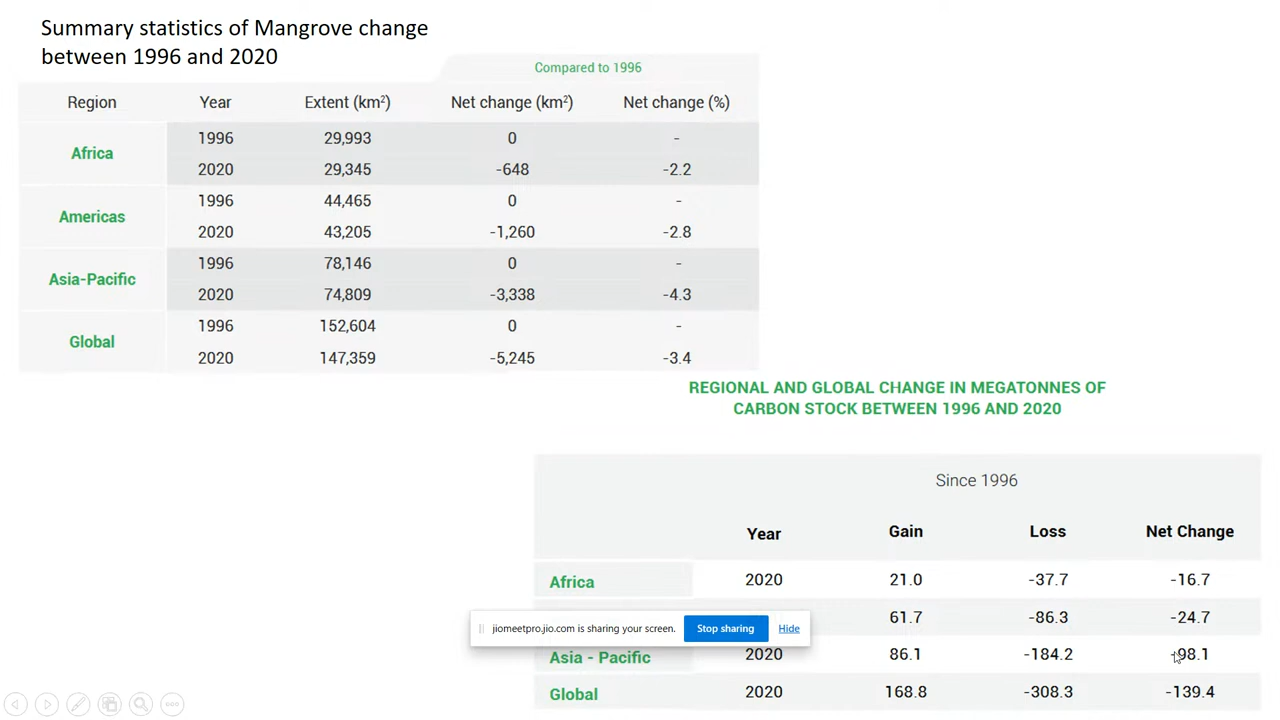 Summary statistics of Mangrove change
between 1996 and 2020
Compared to 1996
Region Year Extent (km²) Net change (km²) Net change (%)
Africa
1996 29,993 0 -
2020 29,345 -648 -2.2
Americas
1996 44,465 0 -
2020 43,205 -1,260 -2.8
Asia-Pacific
1996 78,146 0 -
2020 74,809 -3,338 -4.3
Global
1996 152,604 0 -
2020 147,359 -5,245 -3.4
REGIONAL AND GLOBAL CHANGE IN MEGATONNES OF
CARBON STOCK BETWEEN 1996 AND 2020
Since 1996
Year Gain Loss Net Change
Africa 2020 21.0 -37.7 -16.7
61.7 -86.3 -24.7
jiomeetpro.jio.com is sharing your screen. Stop sharing Hide
Asia - Pacific 2020 86.1 -184.2 -98.1
Global 2020 168.8 -308.3 -139.4